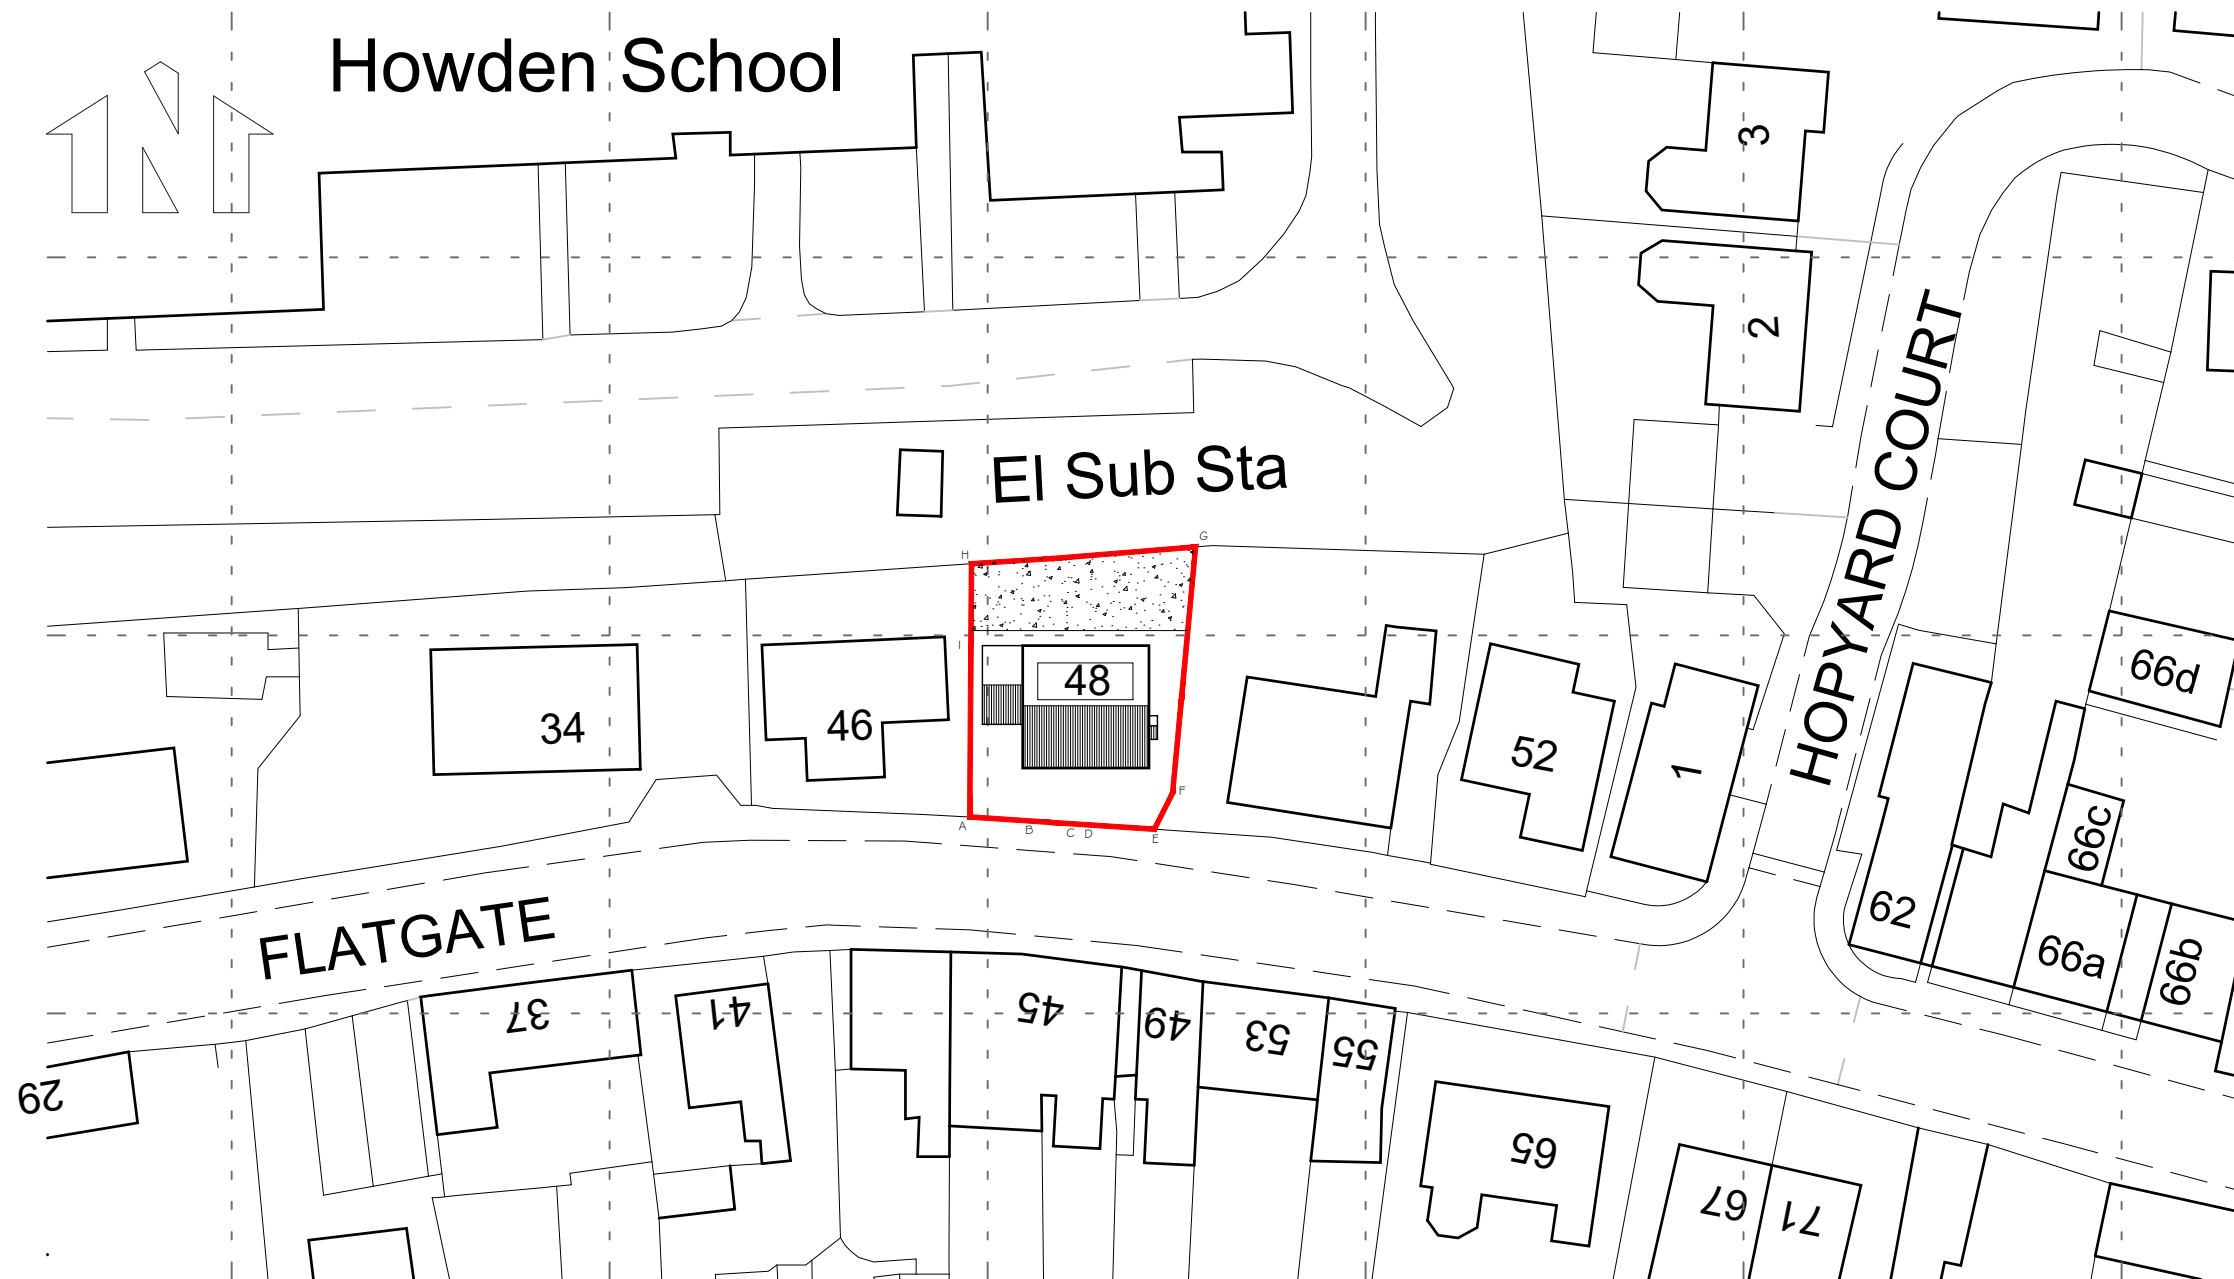 Howden School
N
3
2
HOPYARD COURT
El Sub Sta
G
H
I
48
34
46
52
1
66d
F
A
B
C
D
E
66c
62
66a
66b
FLATGATE
37
41
45
49
53
55
29
65
67
71